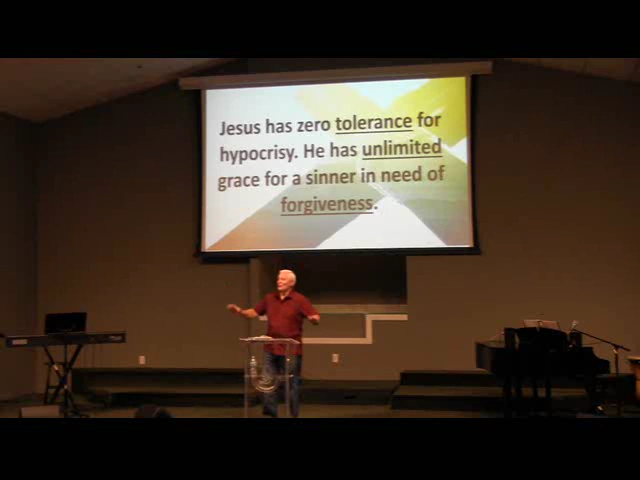 Jesus has zero tolerance for
hypocrisy. He has unlimited
grace for a sinner in need of
forgiveness.